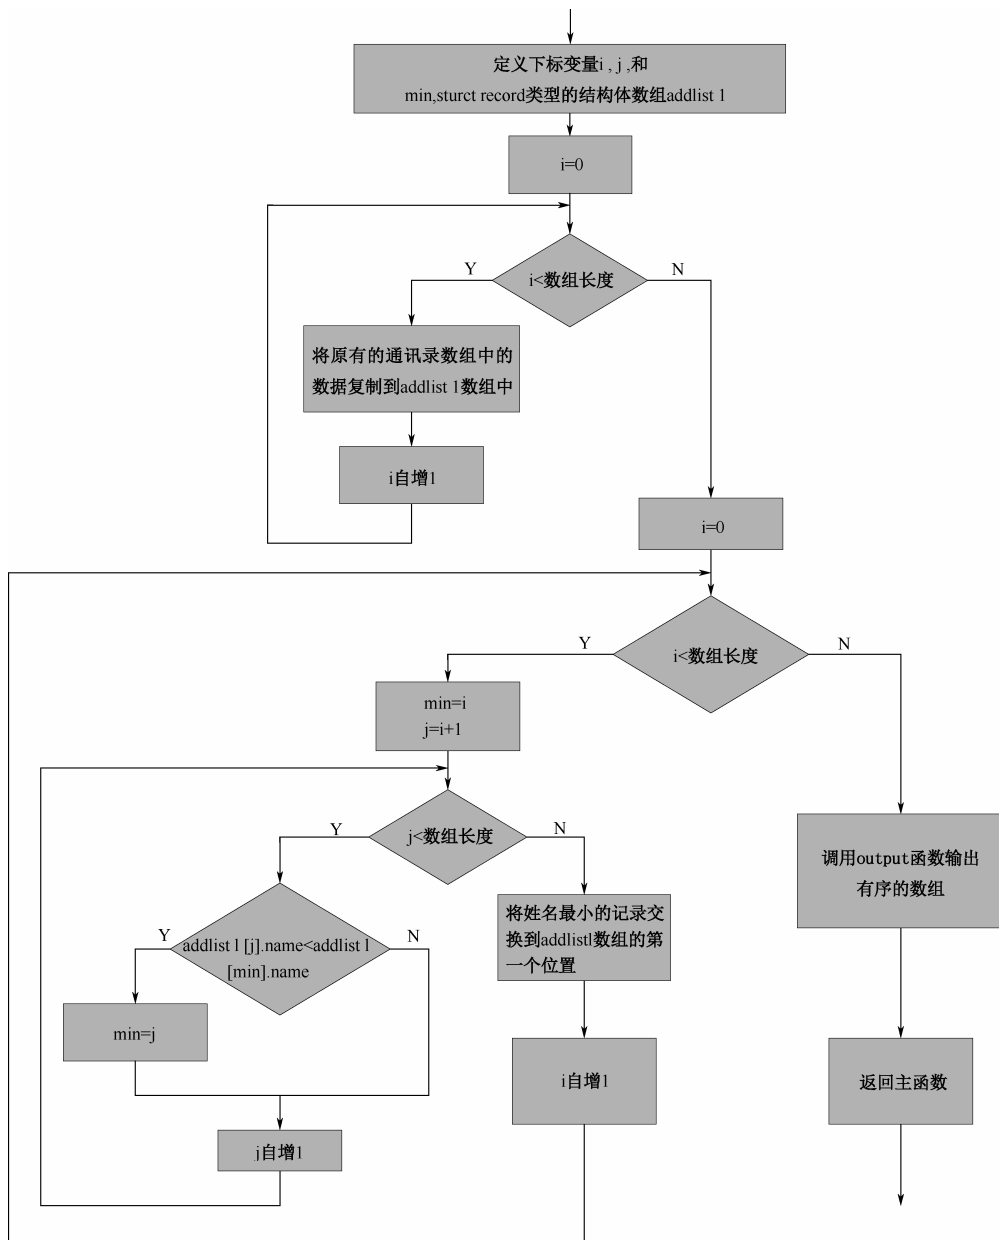 定义下标变量i , j ,和
min,sturct record类型的结构体数组addlist 1
i=0
i<数组长度
Y
N
将原有的通讯录数组中的
数据复制到addlist 1数组中
i自增1
i=0
i<数组长度
Y
N
min=i
j=i+1
j<数组长度
Y
N
调用output函数输出
有序的数组
addlist 1 [j].name<addlist 1
[min].name
Y
N
将姓名最小的记录交
换到addlistl数组的第
一个位置
min=j
i自增1
返回主函数
j自增1